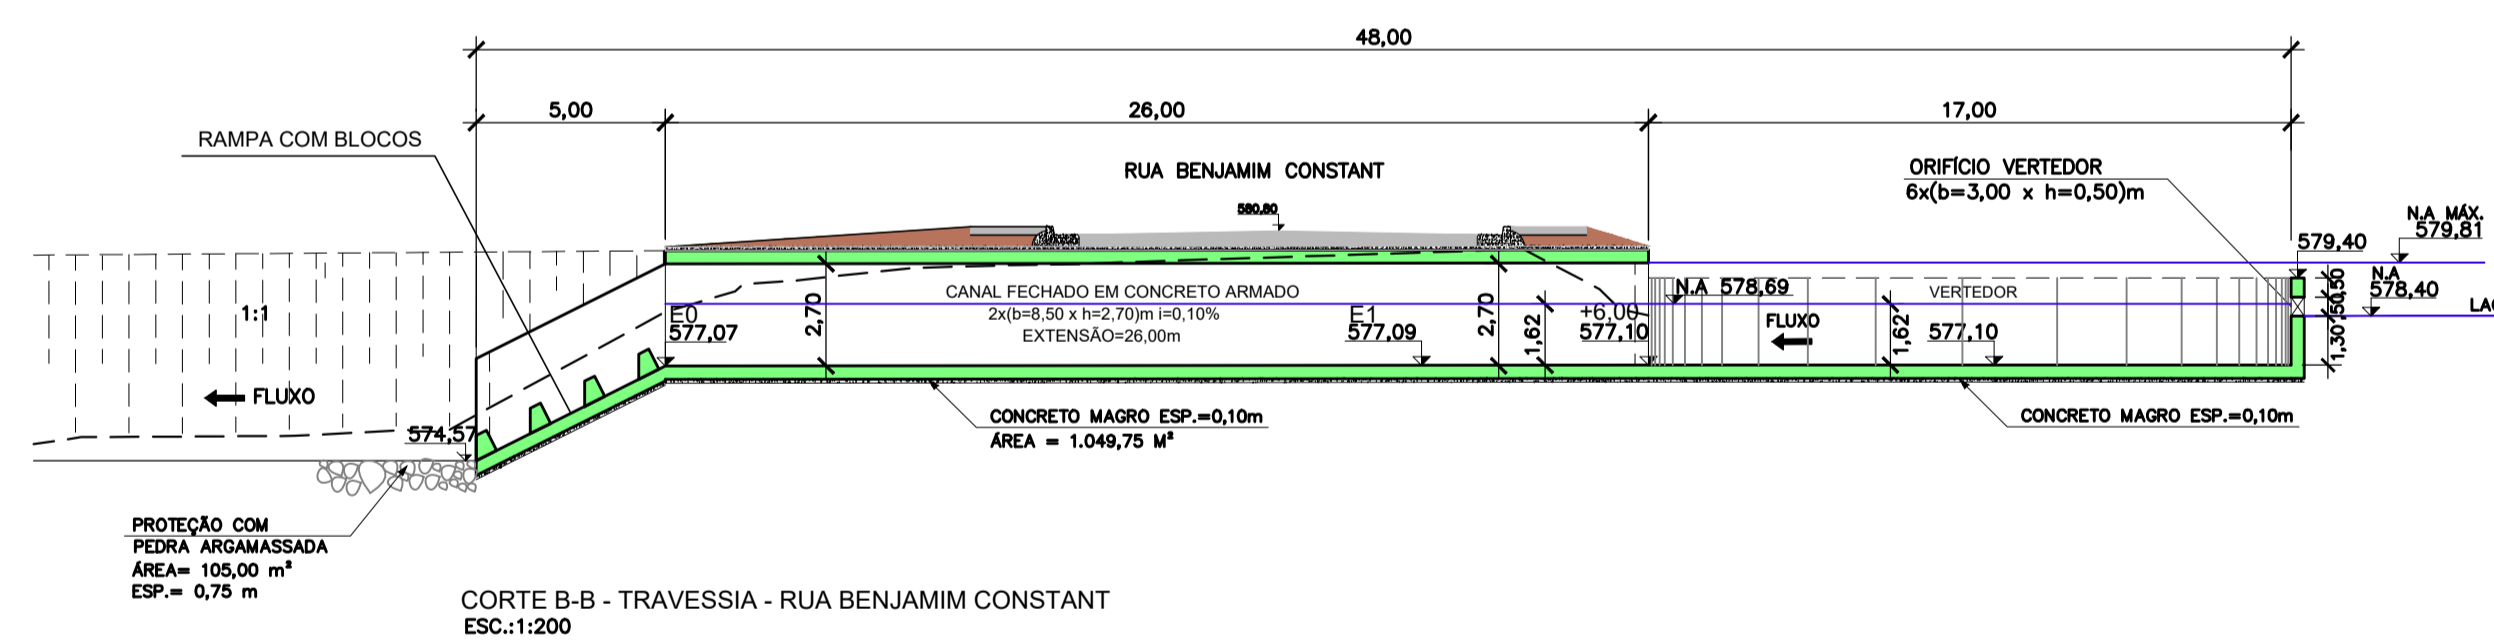 48,00
5,00
26,00
17,00
RAMPA COM BLOCOS
RUA BENJAMIM CONSTANT
580,80
ORIFÍCIO VERTEDOR
6x(b=3,00 x h=0,50)m
N.A MÁX.
579,81
579,40
N.A
578,40
1:1
E0
577,07
2,70
CANAL FECHADO EM CONCRETO ARMADO
2x(b=8,50 x h=2,70)m i=0,10%
EXTENSÃO=26,00m
E1
577,09
2,70
1,62
+6,00
577,10
N.A 578,69
FLUXO
1,62
VERTEDOR
577,10
,50
,50
1,30
FLUXO
574,57
CONCRETO MAGRO ESP.=0,10m
ÁREA = 1.049,75 M²
CONCRETO MAGRO ESP.=0,10m
PROTEÇÃO COM
PEDRA ARGAMASSADA
ÁREA= 105,00 m²
ESP.= 0,75 m
CORTE B-B - TRAVESSIA - RUA BENJAMIM CONSTANT
ESC.:1:200